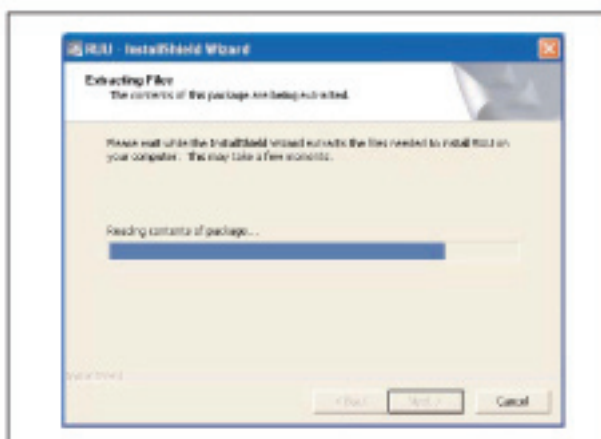 RUU - InstallShield Wizard
Extracting Files
The contents of this package are being extracted.
Please wait while the InstallShield Wizard extracts the files needed to install RUU on
your computer. This may take a few moments.
Reading contents of package...
InstallShield
< Back Next > Cancel